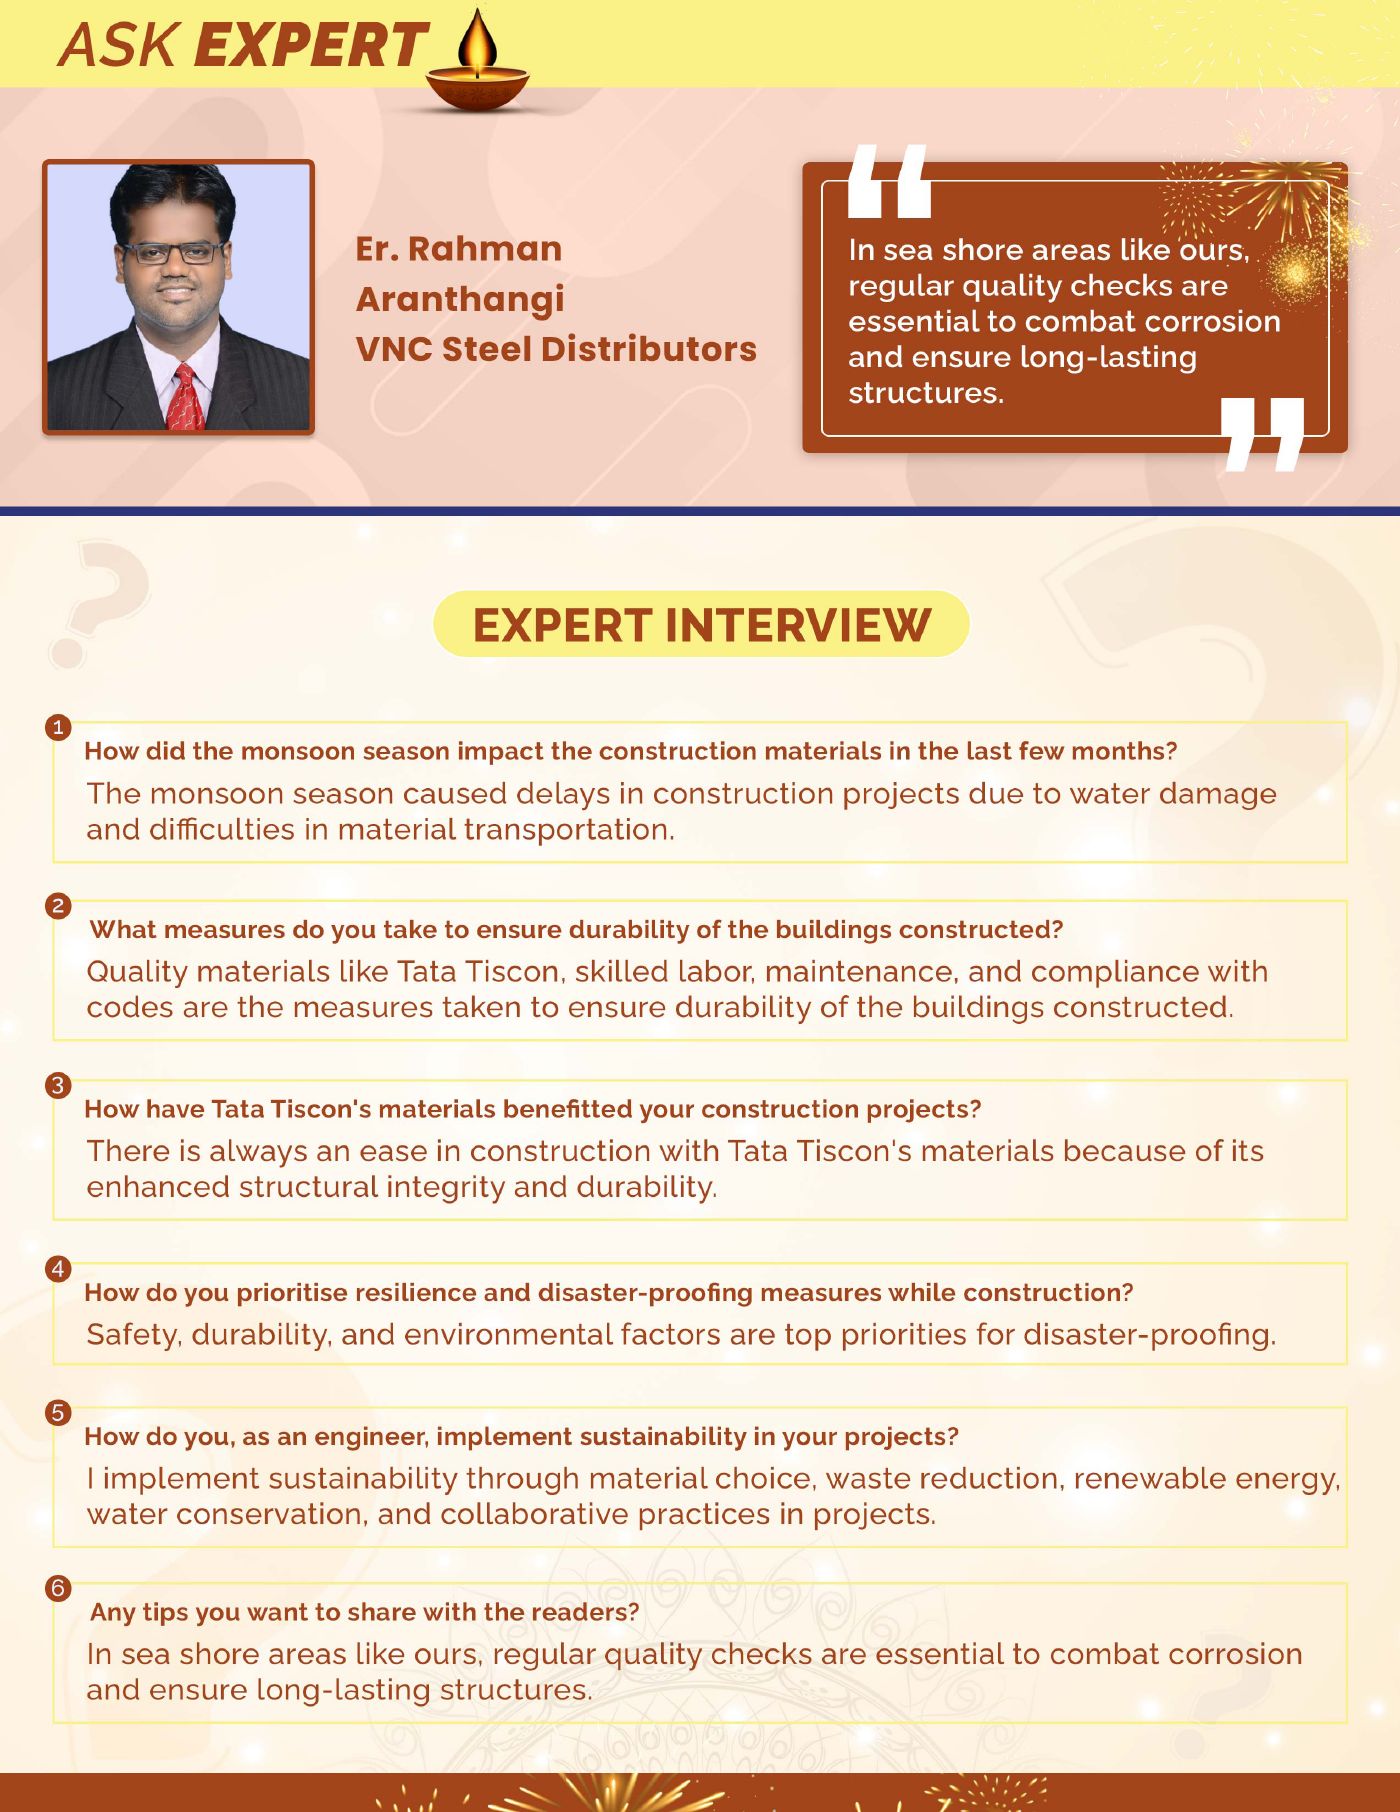 ASK EXPERT
Er. Rahman
Aranthangi
VNC Steel Distributors
“
In sea shore areas like ours,
regular quality checks are
essential to combat corrosion
and ensure long-lasting
structures.
”
EXPERT INTERVIEW
1
How did the monsoon season impact the construction materials in the last few months?
The monsoon season caused delays in construction projects due to water damage
and difficulties in material transportation.
2
What measures do you take to ensure durability of the buildings constructed?
Quality materials like Tata Tiscon, skilled labor, maintenance, and compliance with
codes are the measures taken to ensure durability of the buildings constructed.
3
How have Tata Tiscon's materials benefitted your construction projects?
There is always an ease in construction with Tata Tiscon's materials because of its
enhanced structural integrity and durability.
4
How do you prioritise resilience and disaster-proofing measures while construction?
Safety, durability, and environmental factors are top priorities for disaster-proofing.
5
How do you, as an engineer, implement sustainability in your projects?
I implement sustainability through material choice, waste reduction, renewable energy,
water conservation, and collaborative practices in projects.
6
Any tips you want to share with the readers?
In sea shore areas like ours, regular quality checks are essential to combat corrosion
and ensure long-lasting structures.